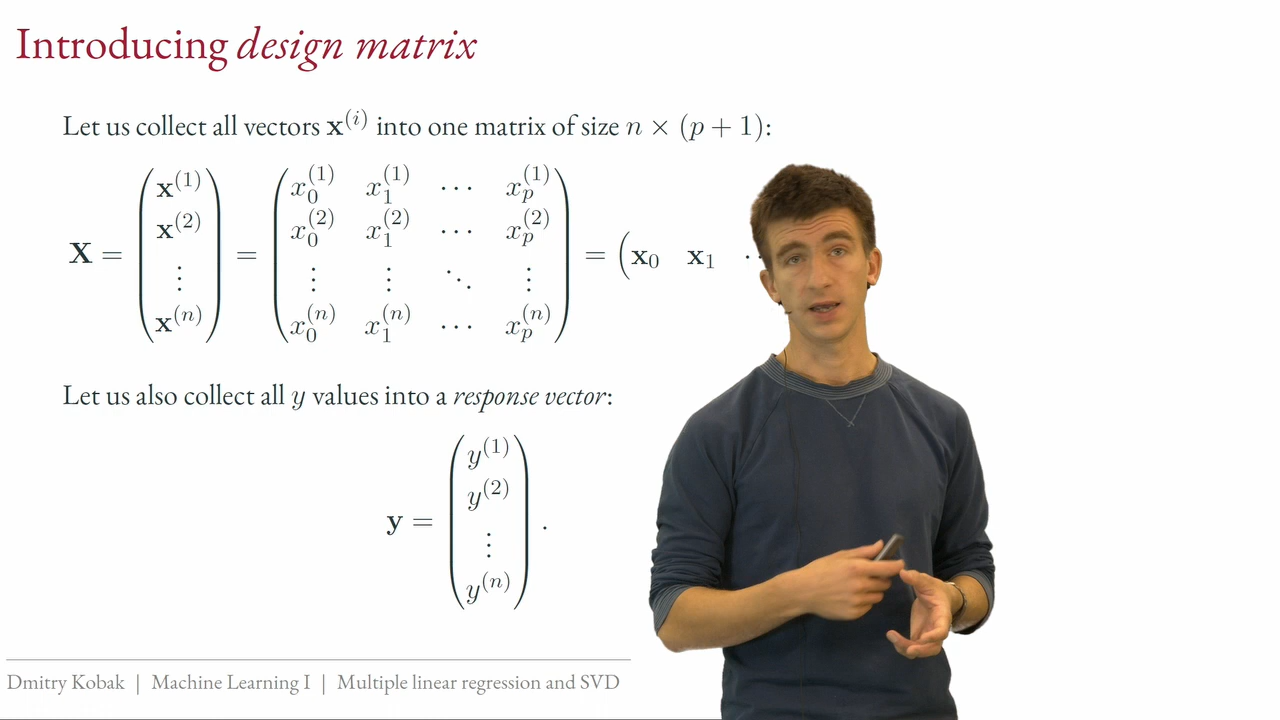 Introducing design matrix
Let us collect all vectors x^(i) into one matrix of size n × (p + 1):
X = (x^(1) x^(2) ⋮ x^(n)) = (x_0^(1) x_1^(1) ⋯ x_p^(1) x_0^(2) x_1^(2) ⋯ x_p^(2) ⋮ ⋮ ⋱ ⋮ x_0^(n) x_1^(n) ⋯ x_p^(n)) = (x_0 x_1 ⋅⋅
Let us also collect all y values into a response vector:
y = (y^(1) y^(2) ⋮ y^(n)) .
Dmitry Kobak | Machine Learning I | Multiple linear regression and SVD